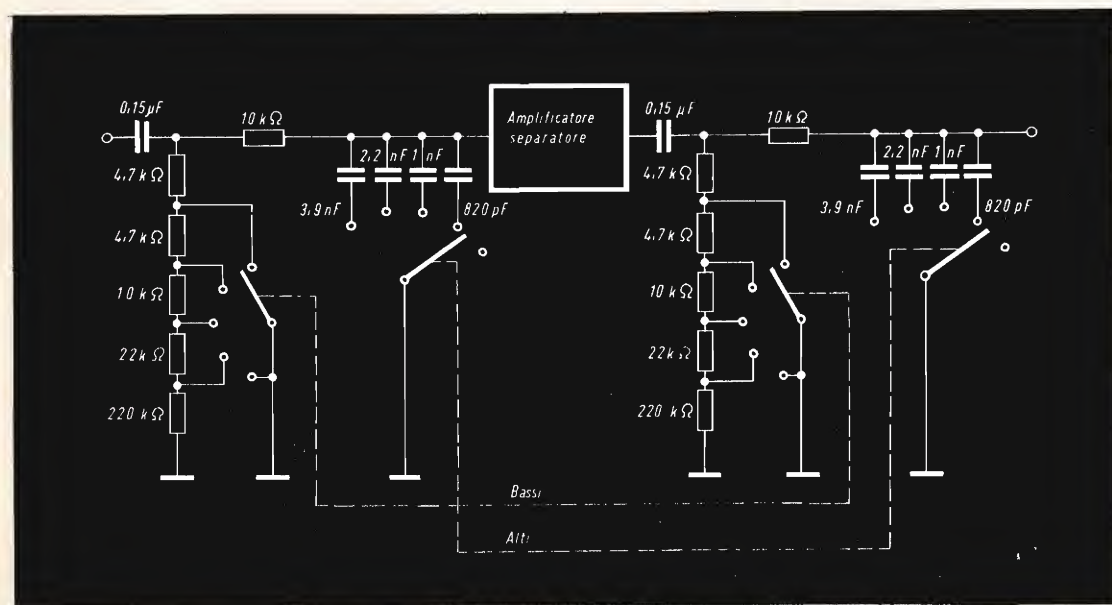 0,15 µF
10 kΩ
Amplificatore
separatore
0,15 µF
10 kΩ
4,7 kΩ
2,2 nF 1 nF
3,9 nF
820 pF
4,7 kΩ
10 kΩ
22 kΩ
220 kΩ
4,7 kΩ
2,2 nF 1 nF
3,9 nF
820 pF
4,7 kΩ
10 kΩ
22 kΩ
220 kΩ
Bassi
Alti